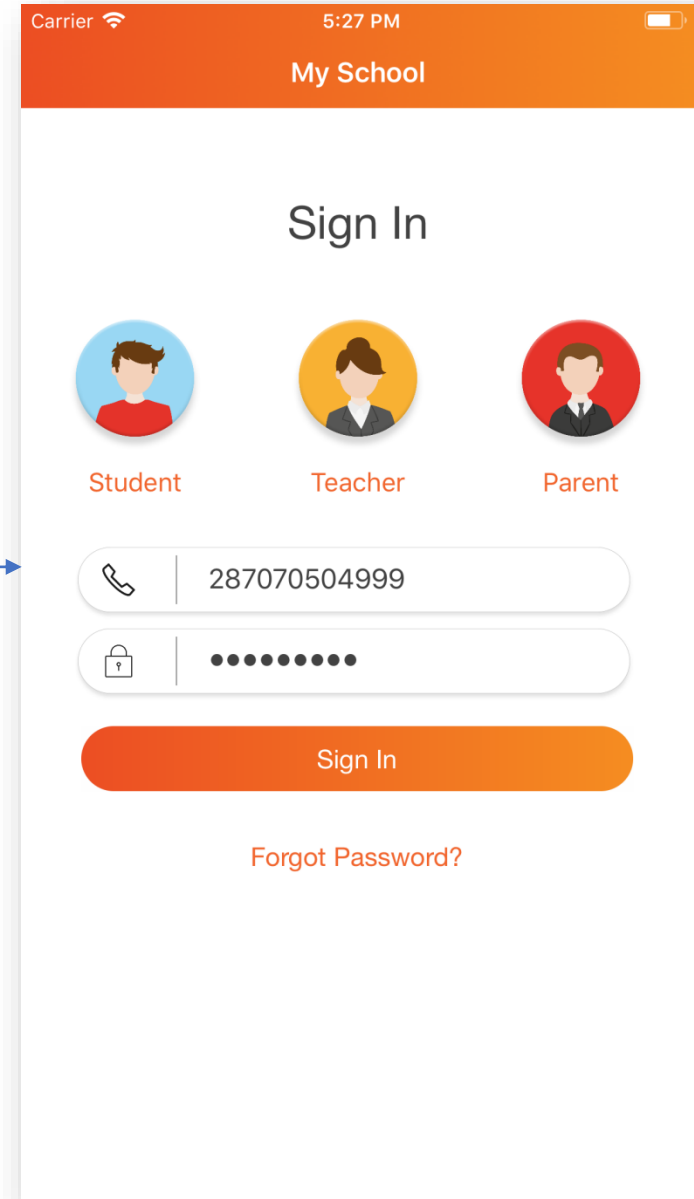 Carrier 5:27 PM
My School
Sign In
Student Teacher Parent
287070504999
•••••••••
Sign In
Forgot Password?